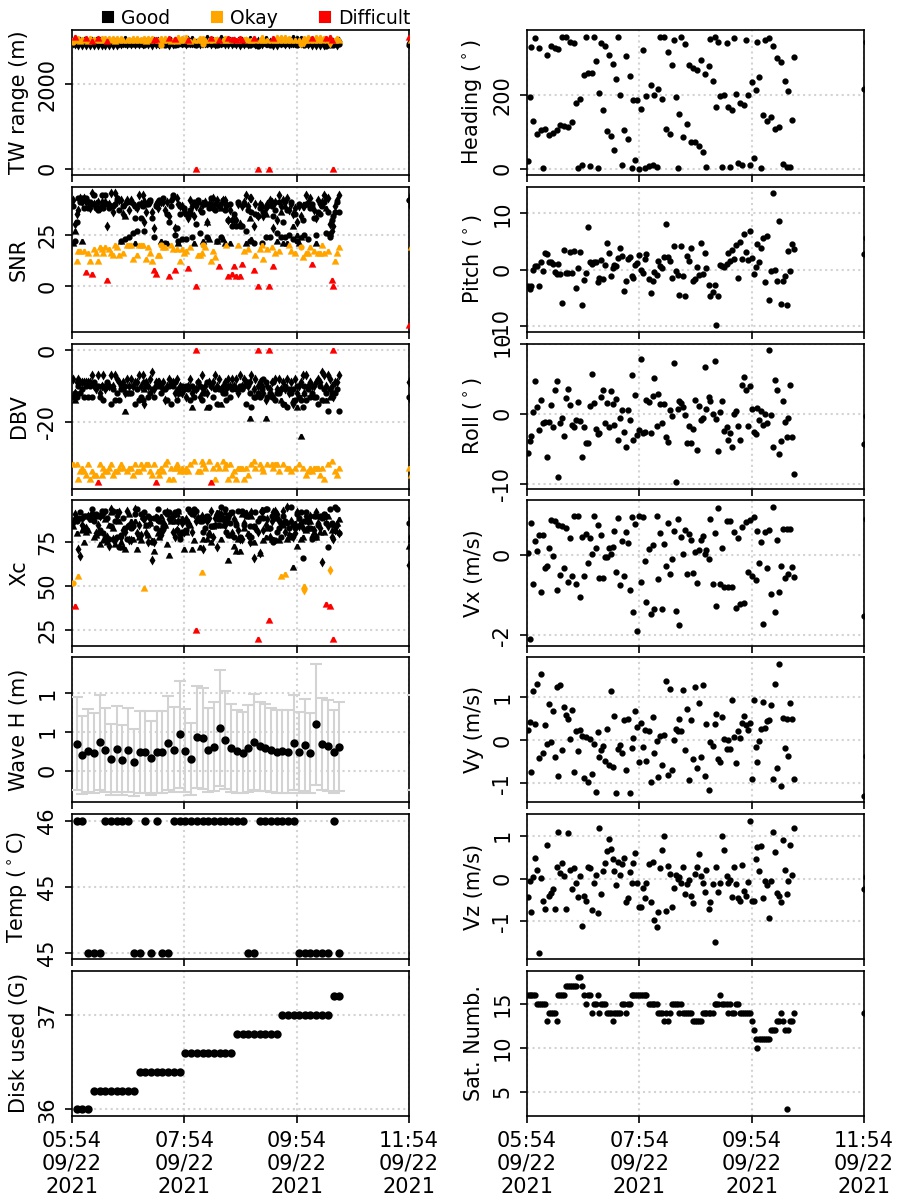 Good Okay Difficult
TW range (m)
2000
0
Heading (°)
200
0
SNR
25
0
Pitch (°)
10
0
-10
DBV
0
-20
Roll (°)
10
0
-10
Xc
75
50
25
Vx (m/s)
0
-2
Wave H (m)
1
1
0
Vy (m/s)
1
0
-1
Temp (°C)
46
45
45
Vz (m/s)
1
0
-1
Disk used (G)
37
36
Sat. Numb.
15
10
5
05:54 07:54 09:54 11:54
09/22 09/22 09/22 09/22
2021 2021 2021 2021
05:54 07:54 09:54 11:54
09/22 09/22 09/22 09/22
2021 2021 2021 2021